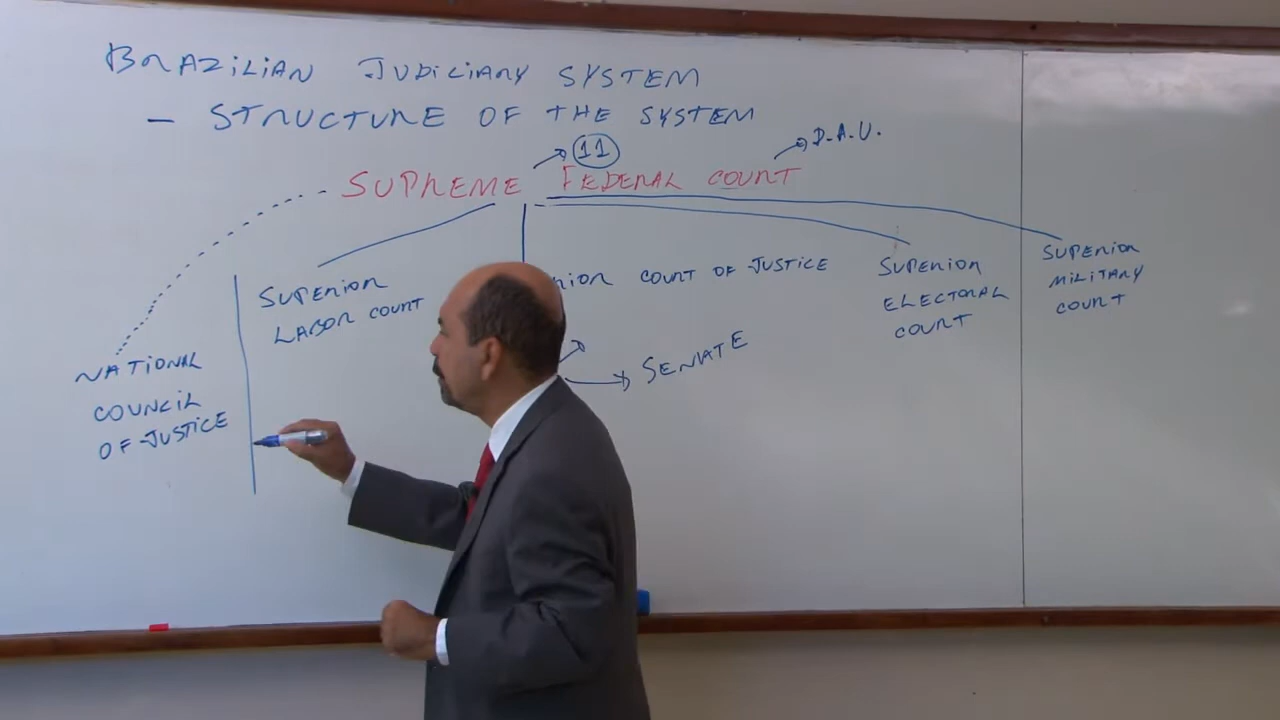 BRAZILIAN JUDICIARY SYSTEM
- STRUCTURE OF THE SYSTEM
11
D.A.U.
SUPREME FEDERAL COURT
SUPERIOR
LABOR COURT
COURT OF JUSTICE
SUPERIOR
ELECTORAL
COURT
SUPERIOR
MILITARY
COURT
SENATE
NATIONAL
COUNCIL
OF JUSTICE